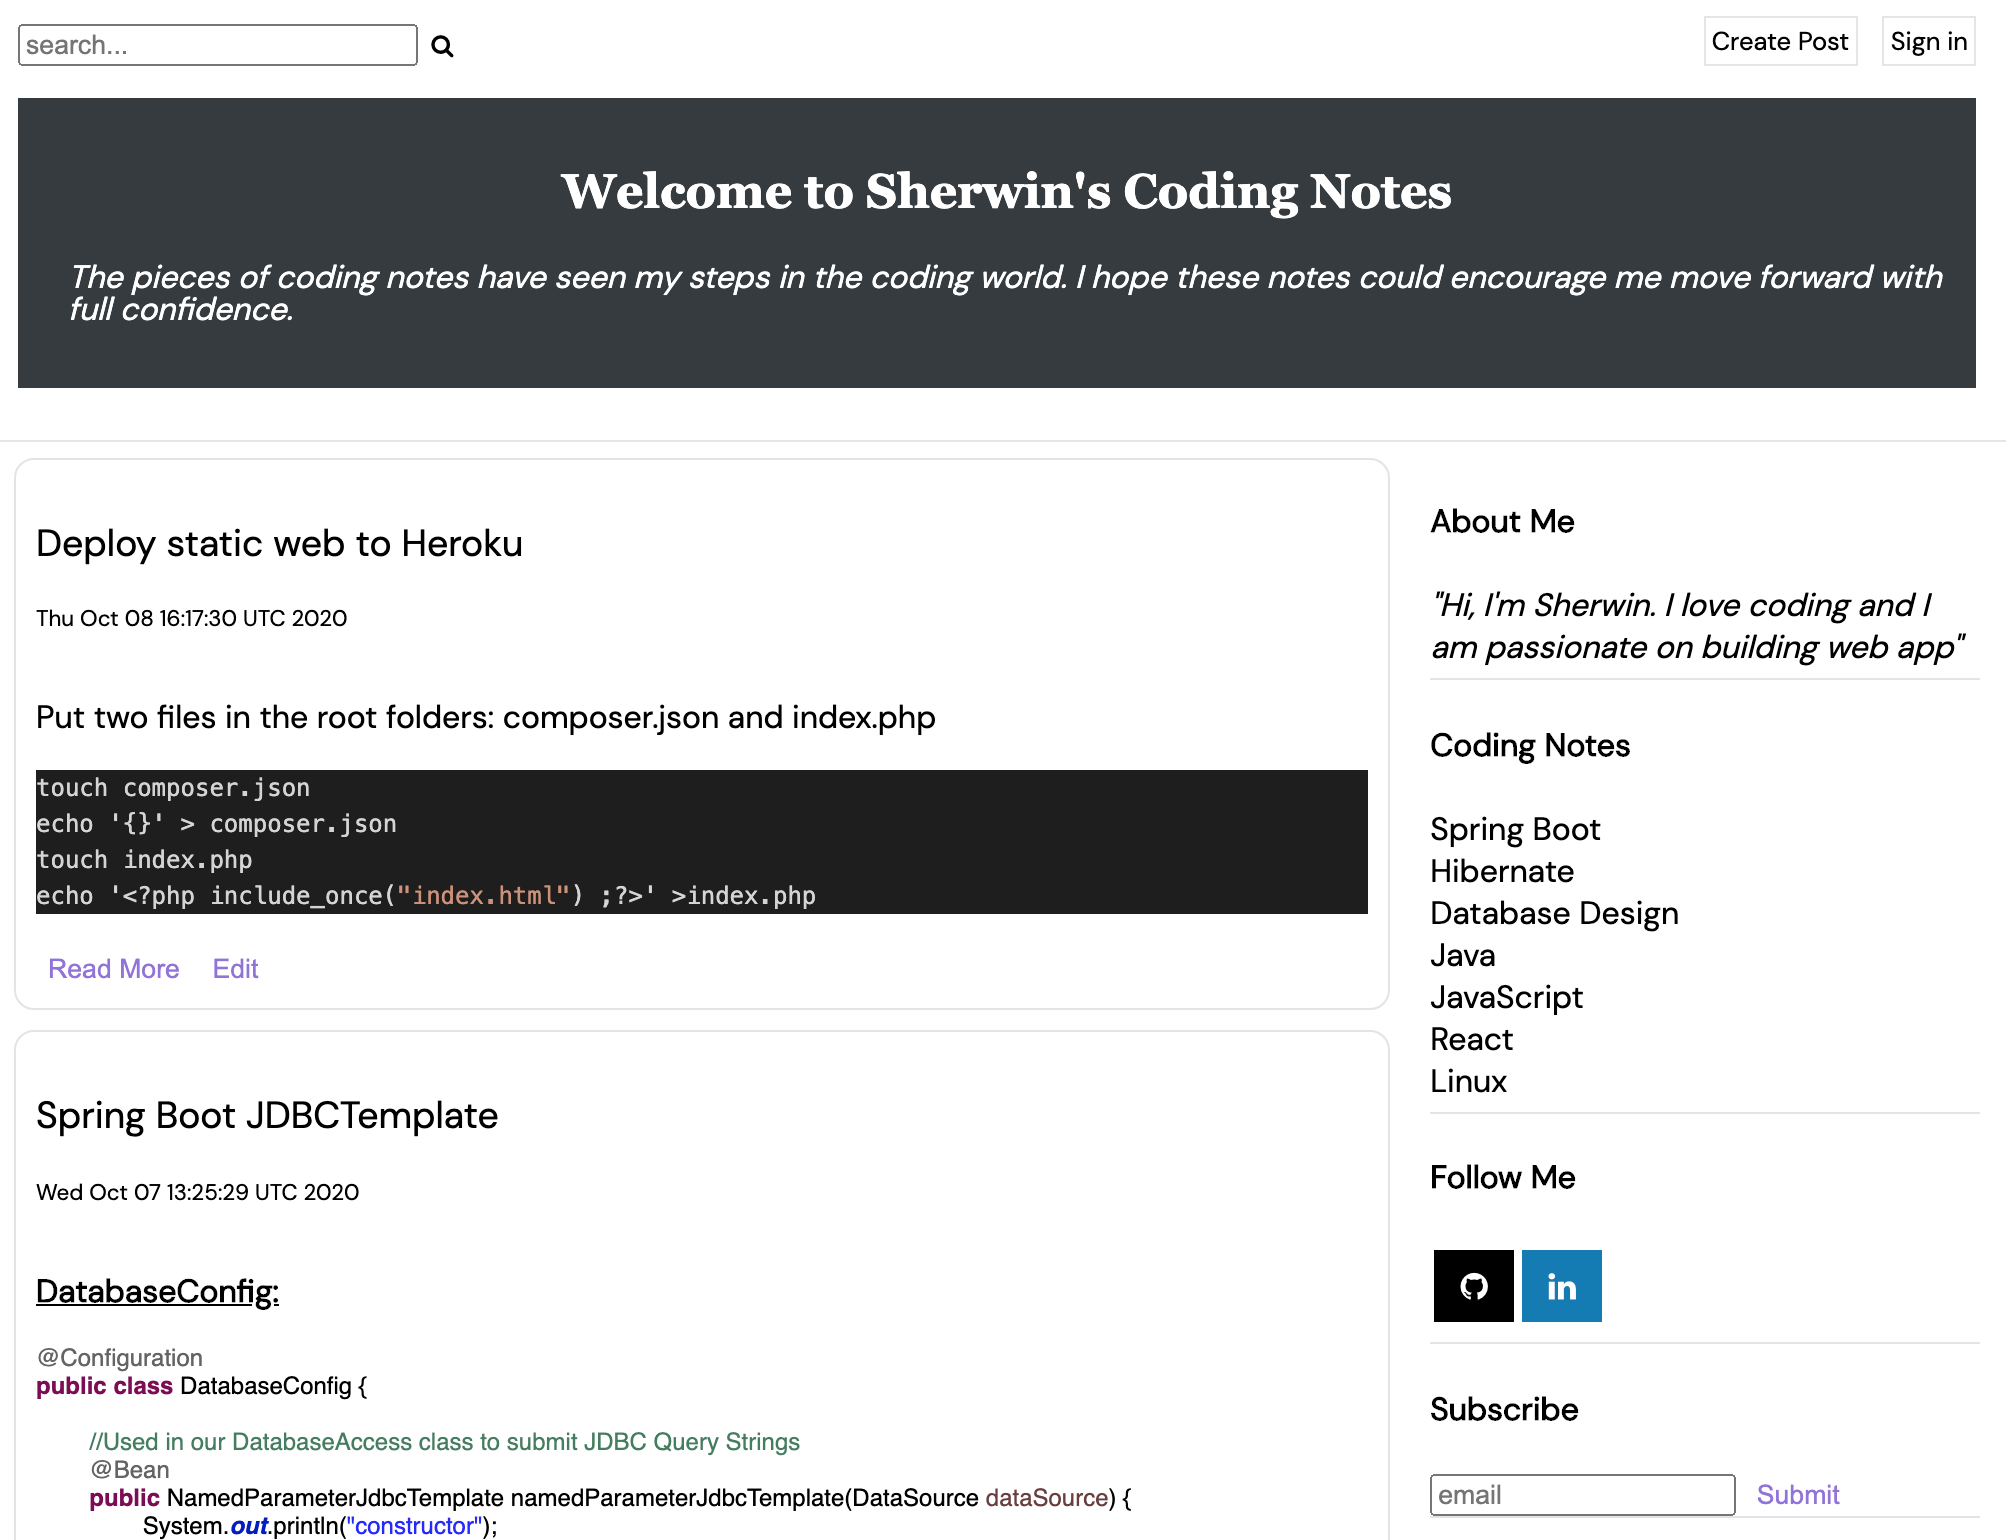 search...
Create Post
Sign in
Welcome to Sherwin's Coding Notes
The pieces of coding notes have seen my steps in the coding world. I hope these notes could encourage me move forward with
full confidence.
Deploy static web to Heroku
Thu Oct 08 16:17:30 UTC 2020
Put two files in the root folders: composer.json and index.php
touch composer.json
echo '{}' > composer.json
touch index.php
echo '<?php include_once("index.html") ;?>' >index.php
Read More
Edit
Spring Boot JDBCTemplate
Wed Oct 07 13:25:29 UTC 2020
DatabaseConfig:
@Configuration
public class DatabaseConfig {
//Used in our DatabaseAccess class to submit JDBC Query Strings
@Bean
public NamedParameterJdbcTemplate namedParameterJdbcTemplate(DataSource dataSource) {
System.out.println("constructor");
About Me
"Hi, I'm Sherwin. I love coding and I
am passionate on building web app"
Coding Notes
Spring Boot
Hibernate
Database Design
Java
JavaScript
React
Linux
Follow Me
in
Subscribe
email
Submit